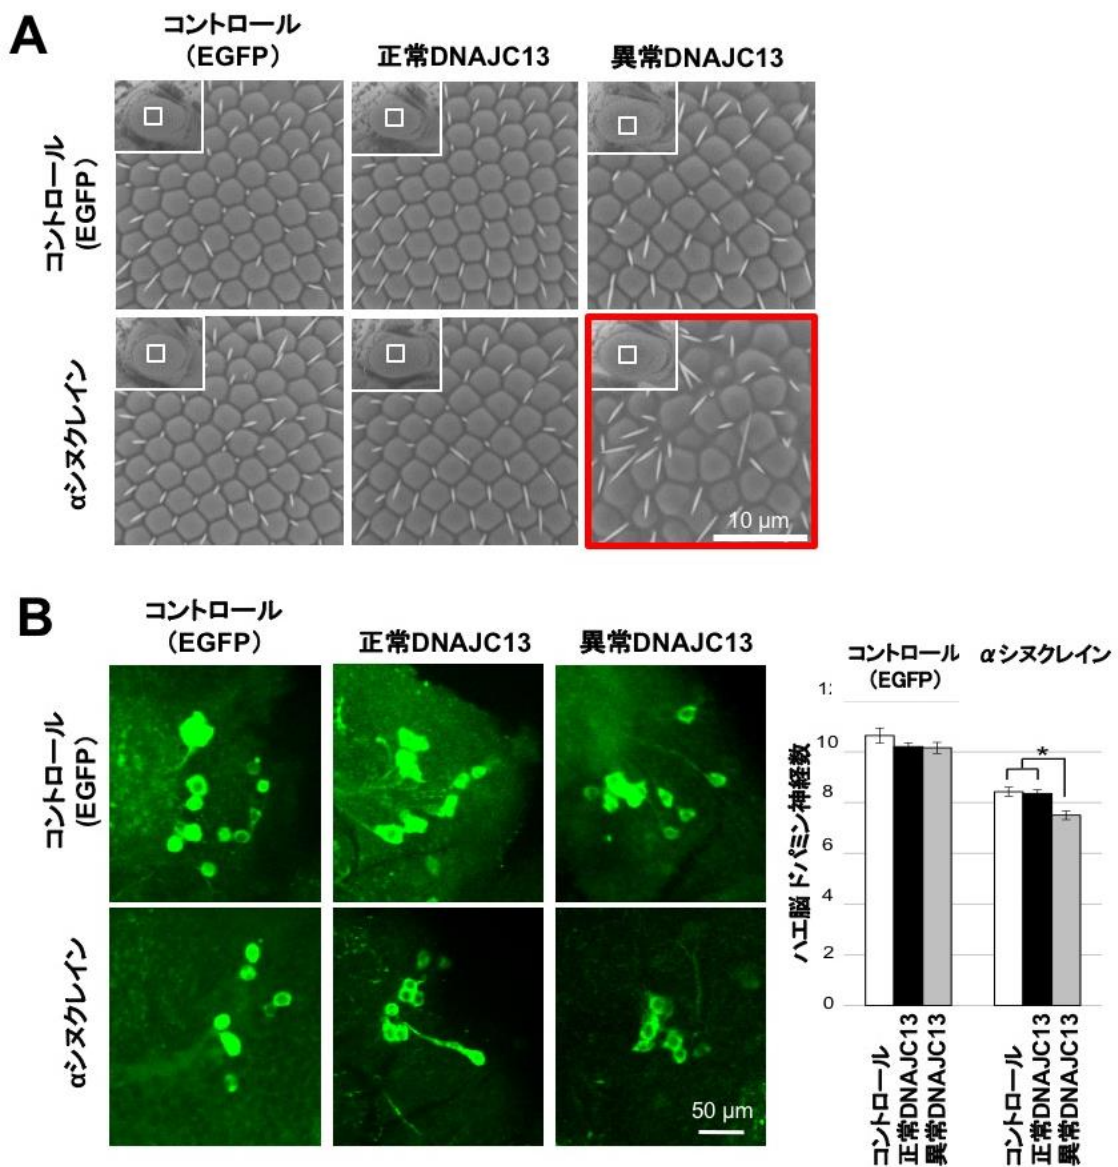 A
コントロール
（EGFP）
正常DNAJC13
異常DNAJC13
コントロール
(EGFP)
αシヌクレイン
10 µm
B
コントロール
（EGFP）
正常DNAJC13
異常DNAJC13
コントロール
(EGFP)
αシヌクレイン
50 µm
コントロール
(EGFP)
αシヌクレイン
ハエ脳ドパミン神経数
10
8
6
4
2
0
*
コントロール
正常DNAJC13
異常DNAJC13
コントロール
正常DNAJC13
異常DNAJC13